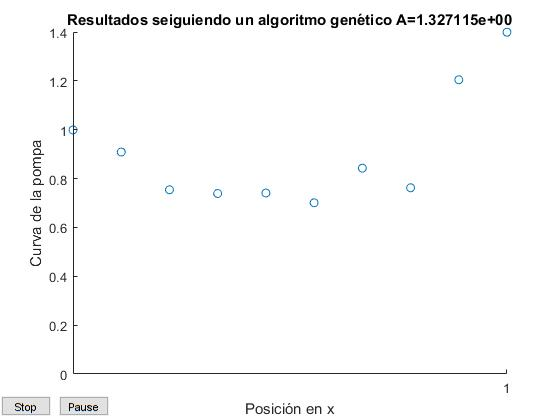 Resultados seiguiendo un algoritmo genético A=1.327115e+00
1.4
1.2
1
0.8
0.6
0.4
0.2
0
Curva de la pompa
1
Posición en x
Stop
Pause